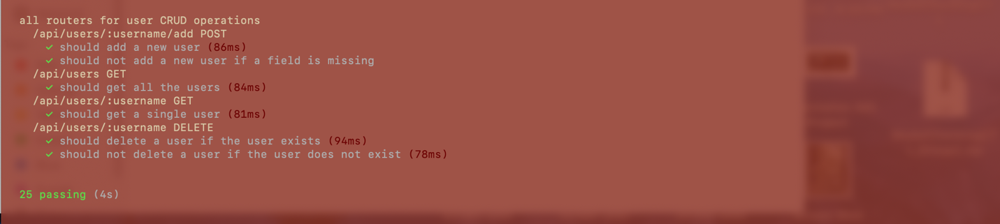 all routers for user CRUD operations
/api/users/:username/add POST
✓ should add a new user (86ms)
✓ should not add a new user if a field is missing
/api/users GET
✓ should get all the users (84ms)
/api/users/:username GET
✓ should get a single user (81ms)
/api/users/:username DELETE
✓ should delete a user if the user exists (94ms)
✓ should not delete a user if the user does not exist (78ms)
25 passing (4s)